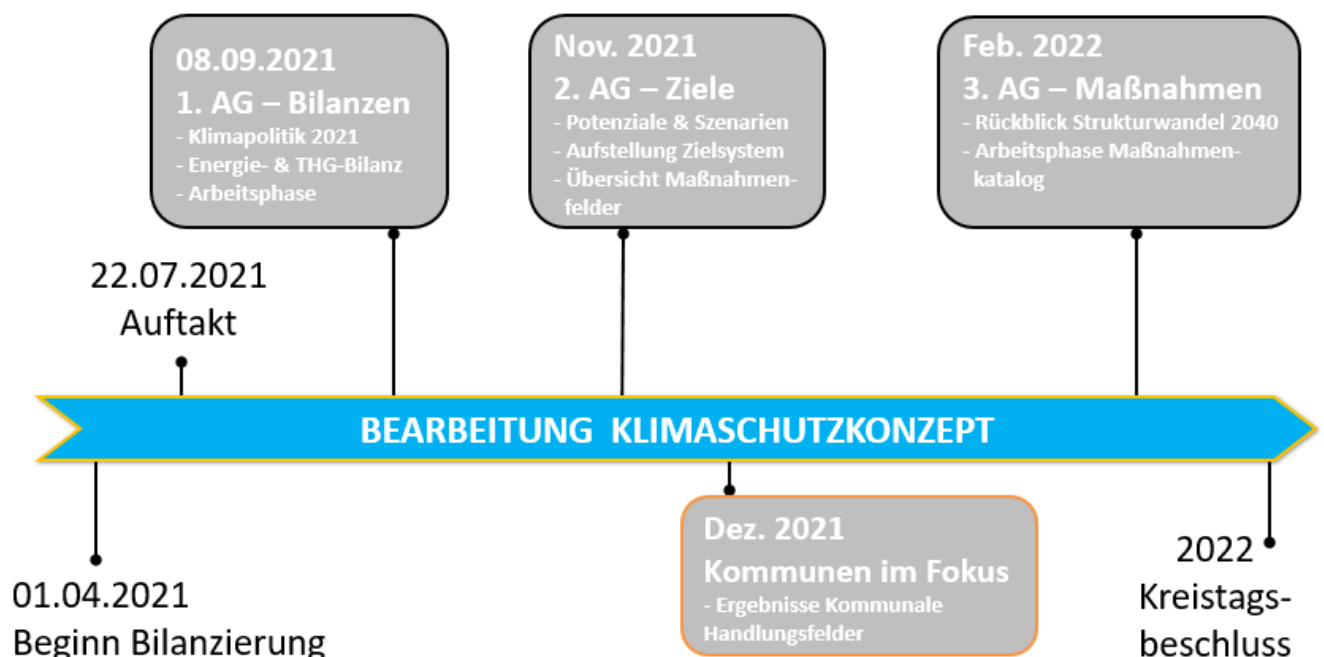 08.09.2021
1. AG – Bilanzen
- Klimapolitik 2021
- Energie- & THG-Bilanz
- Arbeitsphase
Nov. 2021
2. AG – Ziele
- Potenziale & Szenarien
- Aufstellung Zielsystem
- Übersicht Maßnahmen-
felder
Feb. 2022
3. AG – Maßnahmen
- Rückblick Strukturwandel 2040
- Arbeitsphase Maßnahmen-
katalog
22.07.2021
Auftakt
BEARBEITUNG KLIMASCHUTZKONZEPT
01.04.2021
Beginn Bilanzierung
Dez. 2021
Kommunen im Fokus
- Ergebnisse Kommunale
Handlungsfelder
2022
Kreistags-
beschluss